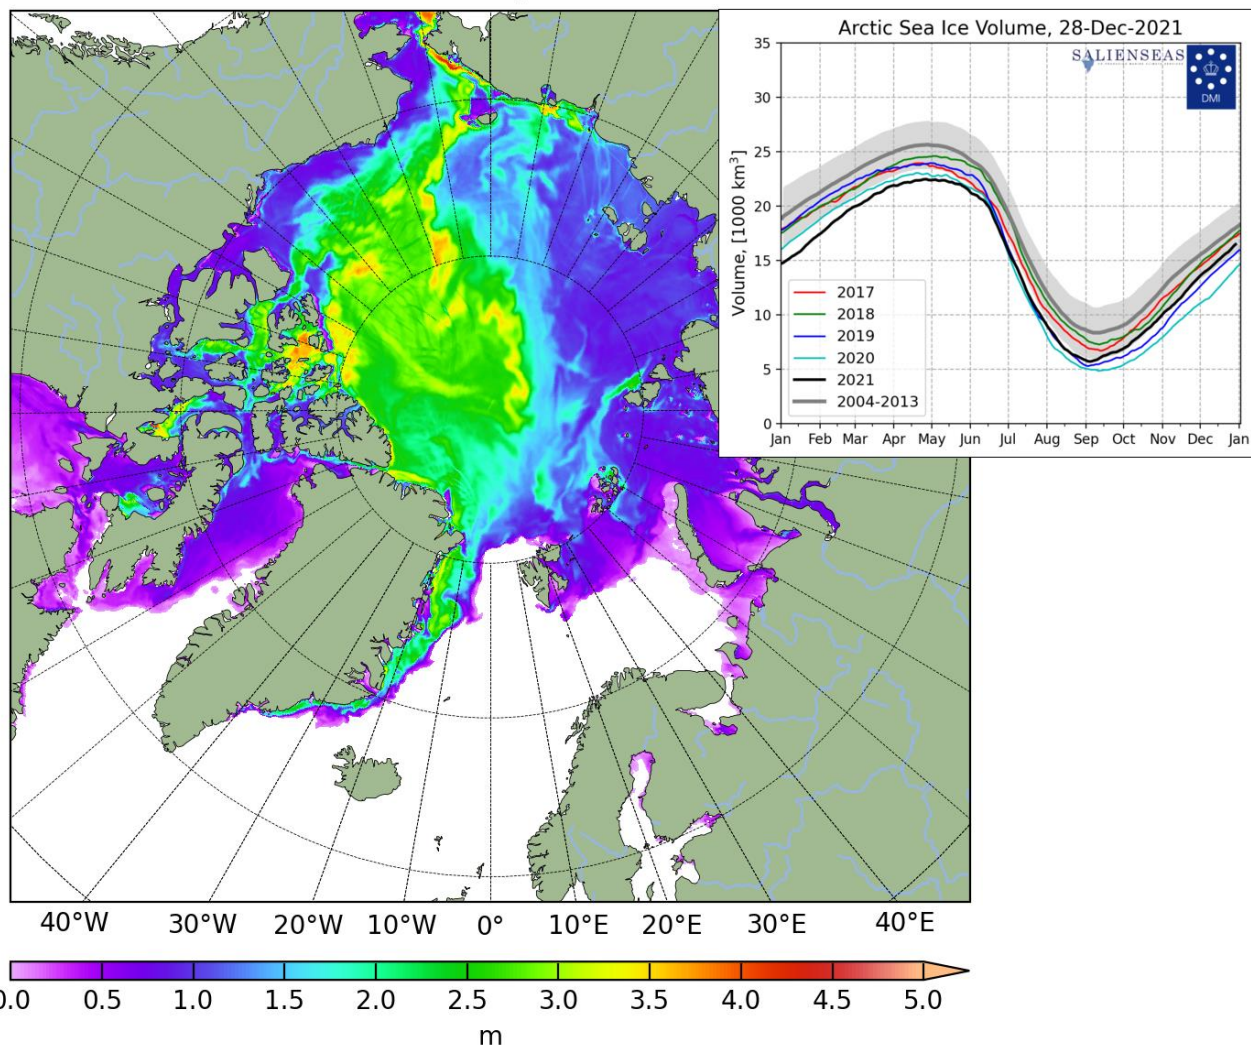 Arctic Sea Ice Volume, 28-Dec-2021
SALIENSEAS
DMI
Volume, [1000 km³]
35
30
25
20
15
10
5
0
2017
2018
2019
2020
2021
2004-2013
Jan Feb Mar Apr May Jun Jul Aug Sep Oct Nov Dec Jan
40°W 30°W 20°W 10°W 0° 10°E 20°E 30°E 40°E
0.0 0.5 1.0 1.5 2.0 2.5 3.0 3.5 4.0 4.5 5.0
m